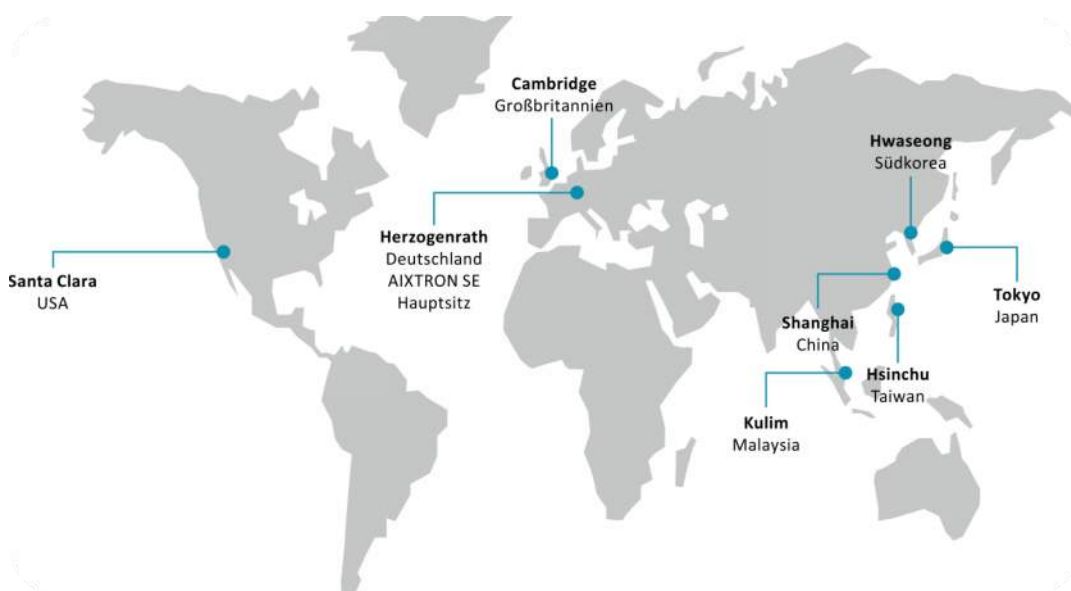 Cambridge
Großbritannien
Hwaseong
Südkorea
Herzogenrath
Deutschland
AIXTRON SE
Hauptsitz
Santa Clara
USA
Tokyo
Japan
Shanghai
China
Hsinchu
Taiwan
Kulim
Malaysia